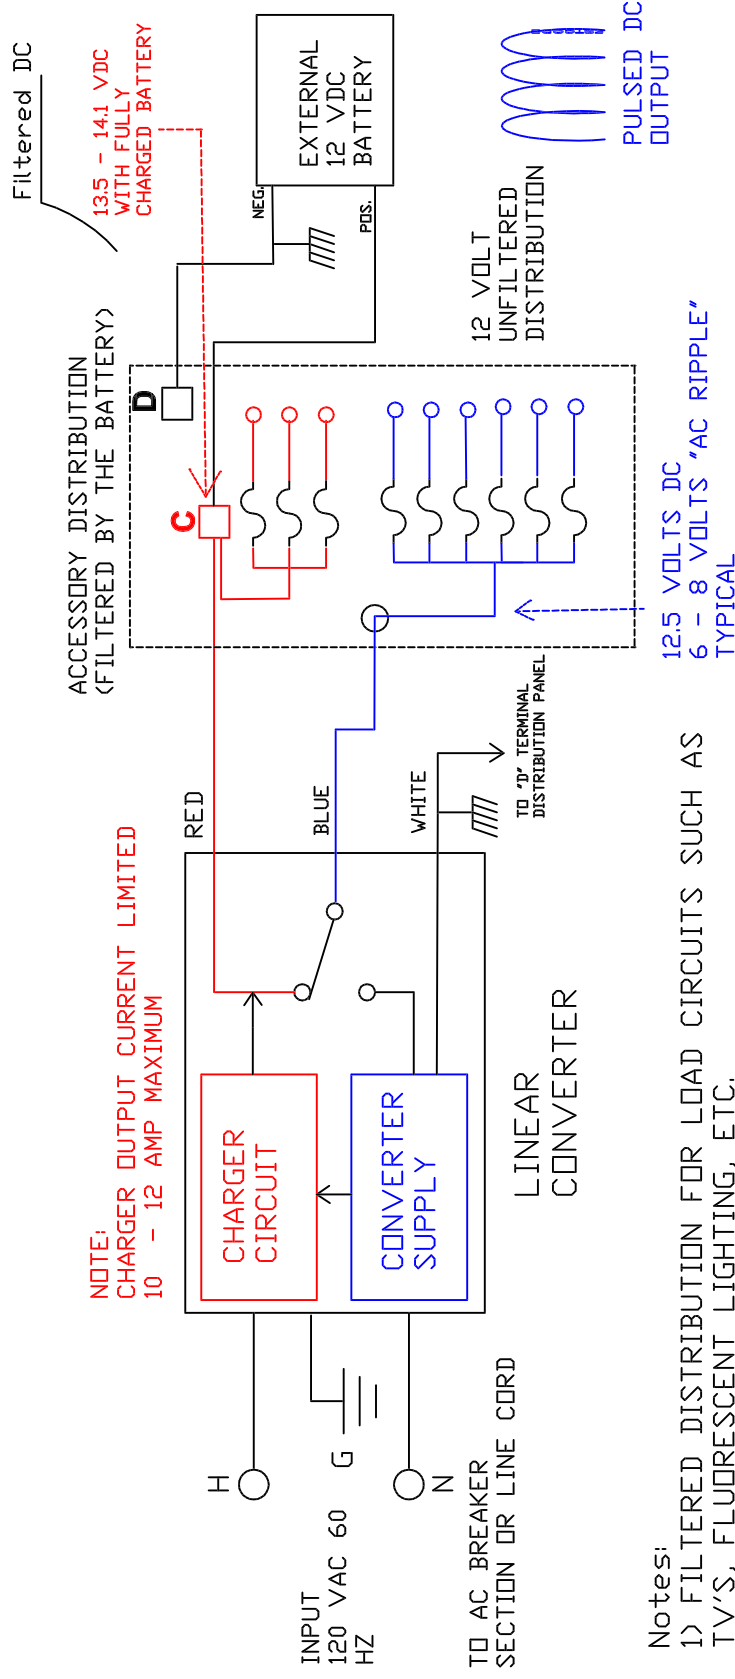 Filtered DC
13.5 - 14.1 VDC
WITH FULLY
CHARGED BATTERY
ACCESSORY DISTRIBUTION
(FILTERED BY THE BATTERY)
NEG.
POS.
EXTERNAL
12 VDC
BATTERY
D
C
12 VOLT
UNFILTERED
DISTRIBUTION
PULSED DC
OUTPUT
12.5 VOLTS DC
6 - 8 VOLTS "AC RIPPLE"
TYPICAL
NOTE:
CHARGER OUTPUT CURRENT LIMITED
10 - 12 AMP MAXIMUM
RED
BLUE
WHITE
TO 'D' TERMINAL
DISTRIBUTION PANEL
CHARGER
CIRCUIT
CONVERTER
SUPPLY
LINEAR
CONVERTER
H
G
N
INPUT
120 VAC 60
HZ
TO AC BREAKER
SECTION OR LINE CORD
Notes:
1) FILTERED DISTRIBUTION FOR LOAD CIRCUITS SUCH AS
TV'S, FLUORESCENT LIGHTING, ETC.